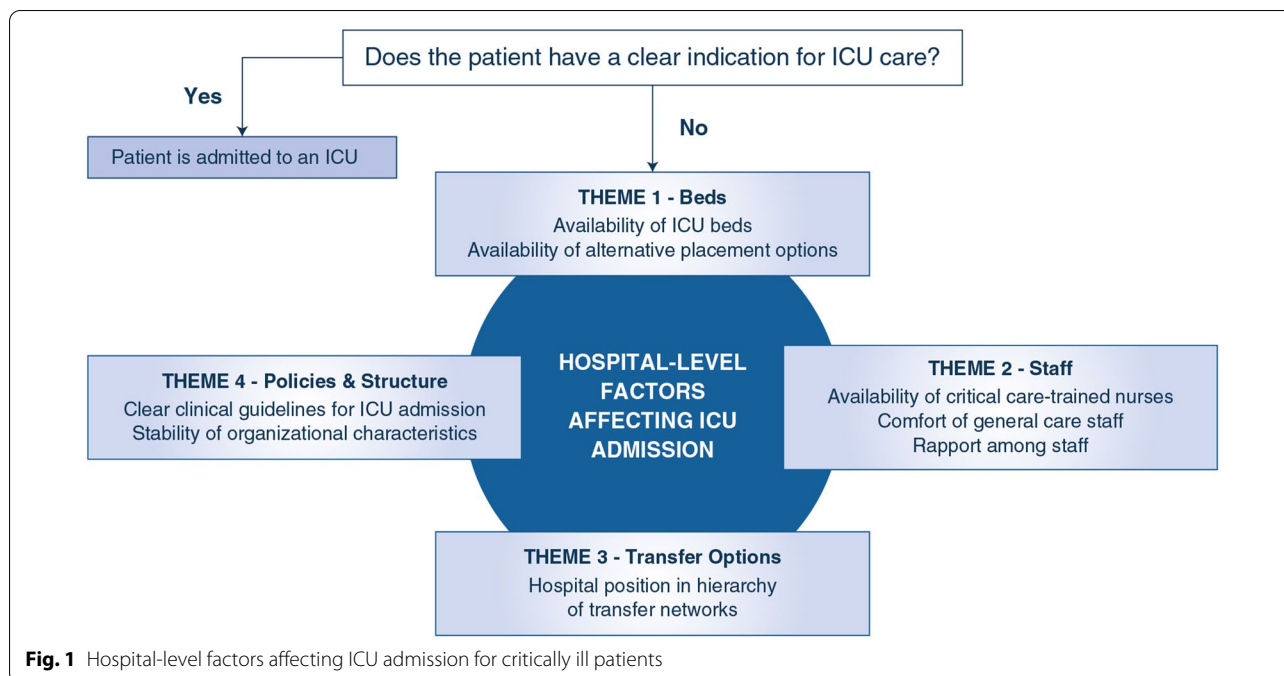 Does the patient have a clear indication for ICU care?
Yes
No
Patient is admitted to an ICU
THEME 1 - Beds
Availability of ICU beds
Availability of alternative placement options
HOSPITAL-LEVEL
FACTORS
AFFECTING ICU
ADMISSION
THEME 2 - Staff
Availability of critical care-trained nurses
Comfort of general care staff
Rapport among staff
THEME 3 - Transfer Options
Hospital position in hierarchy
of transfer networks
THEME 4 - Policies & Structure
Clear clinical guidelines for ICU admission
Stability of organizational characteristics
Fig. 1 Hospital-level factors affecting ICU admission for critically ill patients